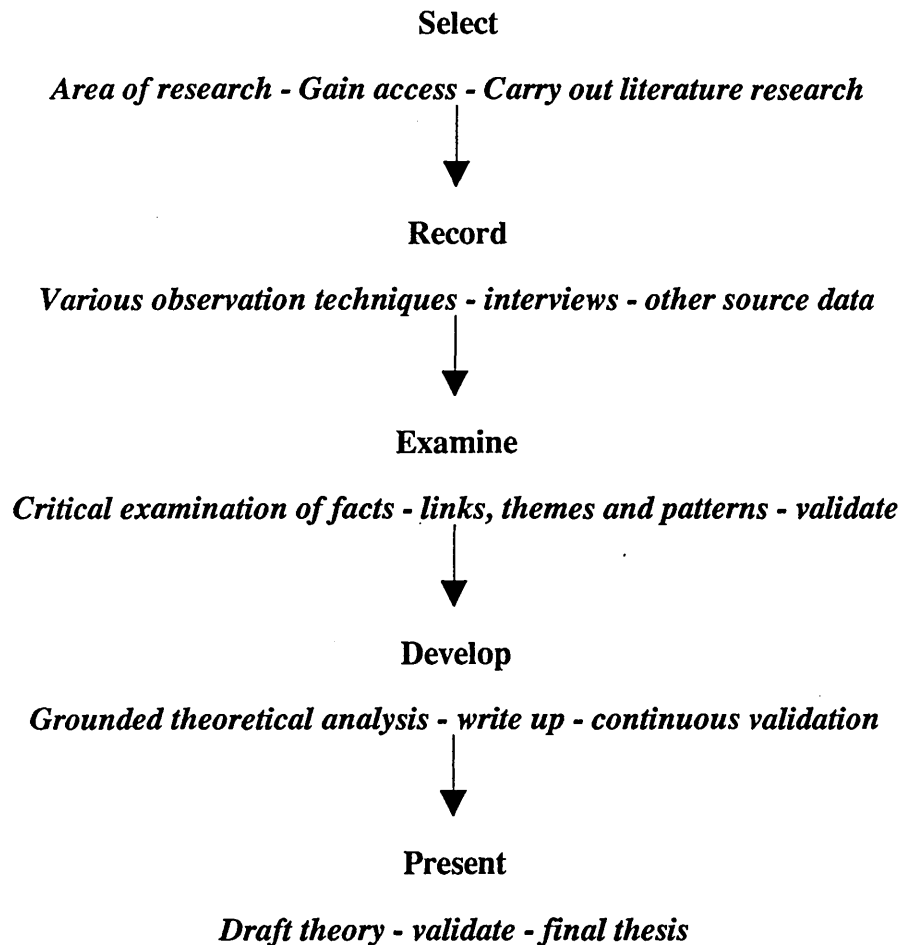 Select
Area of research - Gain access - Carry out literature research
Record
Various observation techniques - interviews - other source data
Examine
Critical examination of facts - links, themes and patterns - validate
Develop
Grounded theoretical analysis - write up - continuous validation
Present
Draft theory - validate - final thesis